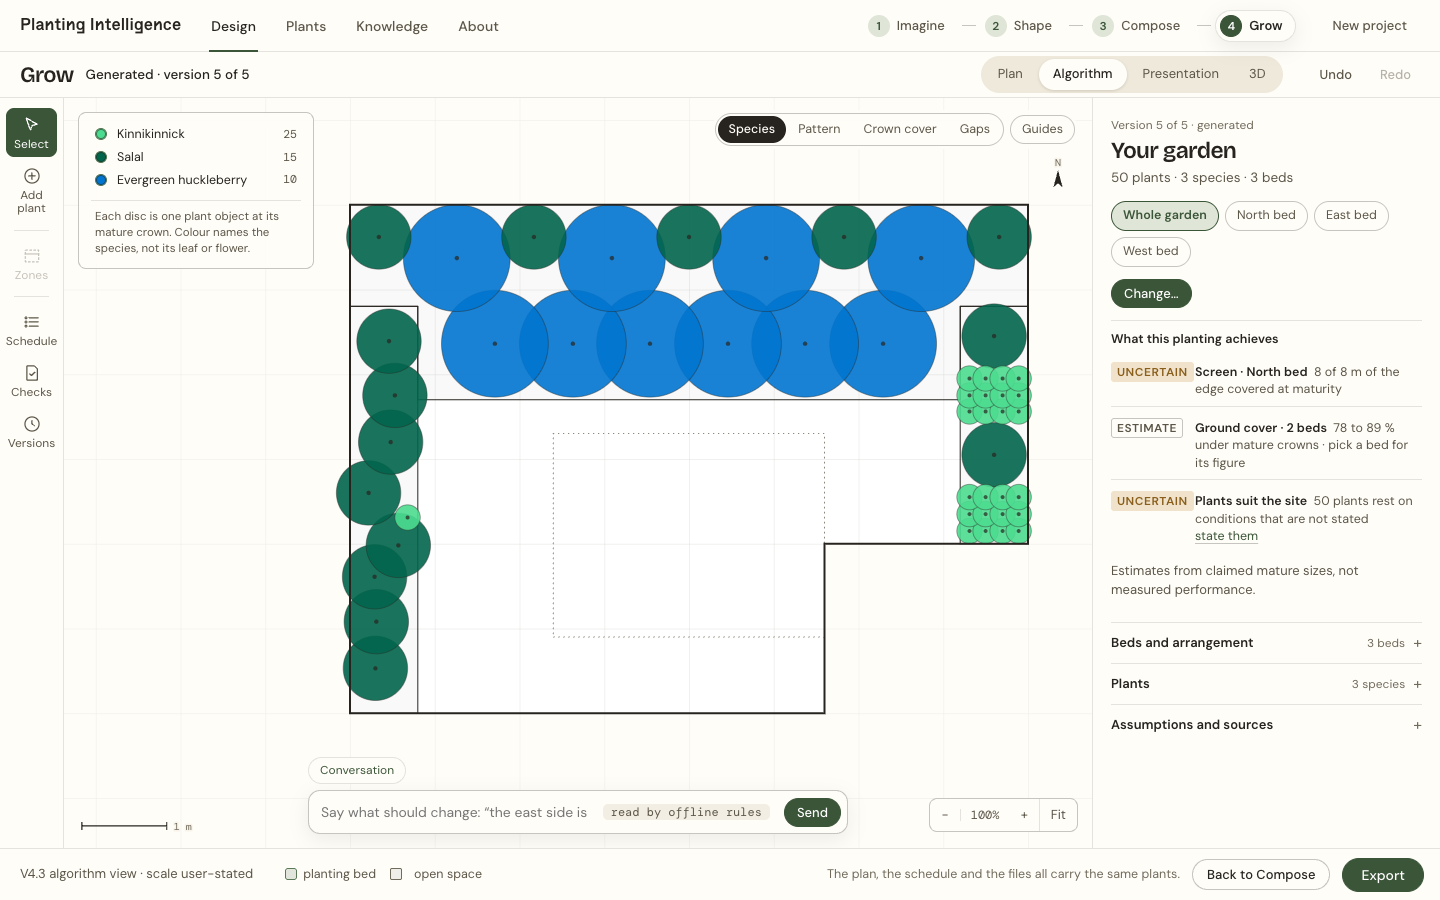 Planting Intelligence
Design
Plants
Knowledge
About
1 Imagine
2 Shape
3 Compose
4 Grow
New project
Grow
Generated · version 5 of 5
Plan
Algorithm
Presentation
3D
Undo
Redo
Select
Add plant
Zones
Schedule
Checks
Versions
Kinnikinnick 25
Salal 15
Evergreen huckleberry 10
Each disc is one plant object at its
mature crown. Colour names the
species, not its leaf or flower.
Species
Pattern
Crown cover
Gaps
Guides
N
1 m
Conversation
Say what should change: “the east side is
read by offline rules
Send
−
100%
+
Fit
Version 5 of 5 · generated
Your garden
50 plants · 3 species · 3 beds
Whole garden
North bed
East bed
West bed
Change…
What this planting achieves
UNCERTAIN Screen · North bed 8 of 8 m of the
edge covered at maturity
ESTIMATE Ground cover · 2 beds 78 to 89 %
under mature crowns · pick a bed for
its figure
UNCERTAIN Plants suit the site 50 plants rest on
conditions that are not stated
state them
Estimates from claimed mature sizes, not
measured performance.
Beds and arrangement 3 beds +
Plants 3 species +
Assumptions and sources +
V4.3 algorithm view · scale user-stated
planting bed
open space
The plan, the schedule and the files all carry the same plants.
Back to Compose
Export